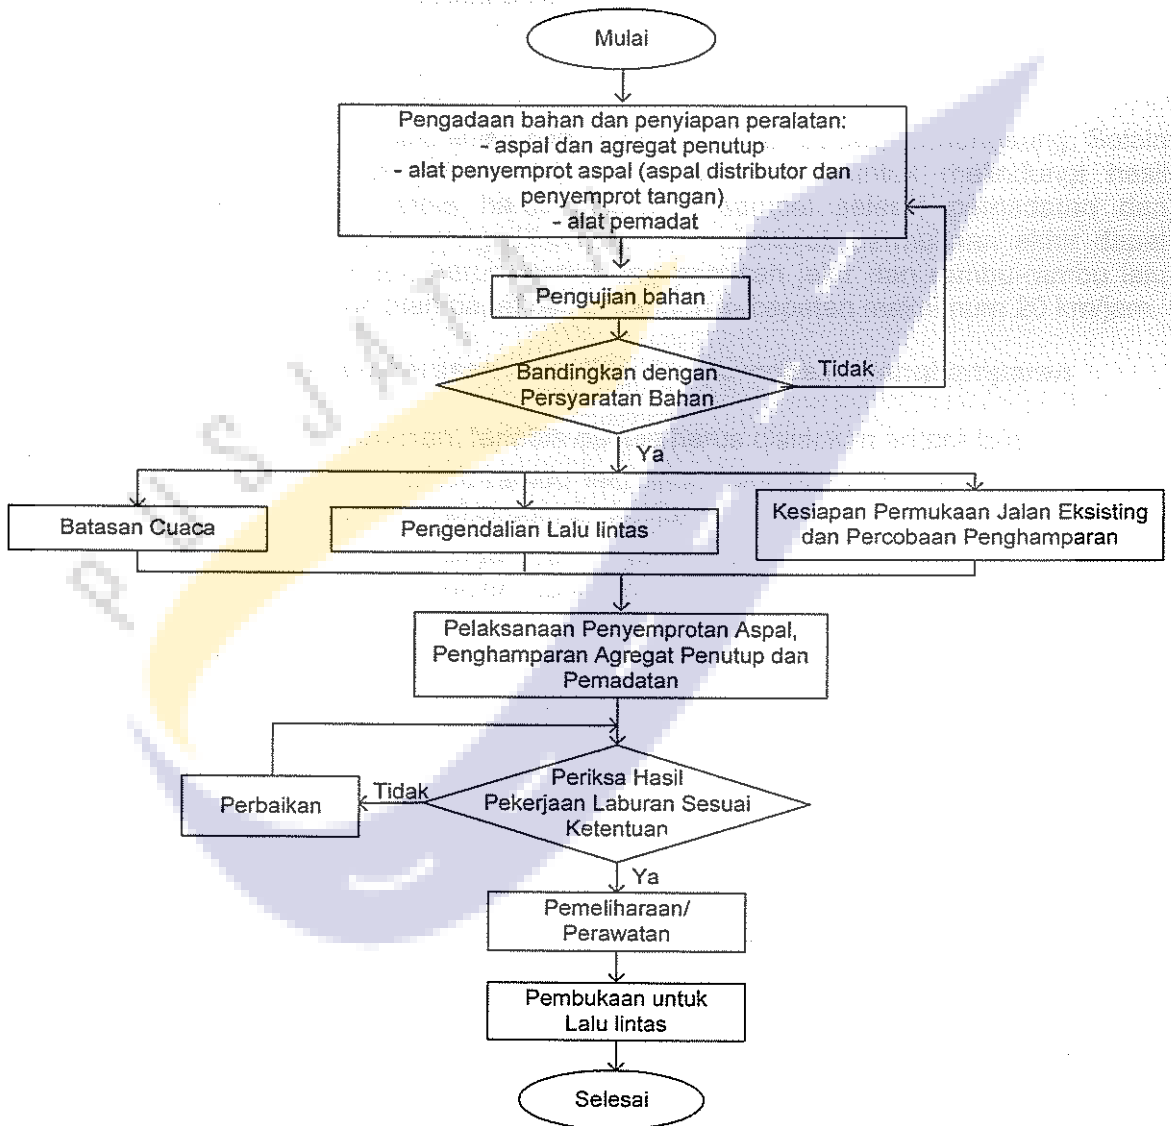 Mulai
Pengadaan bahan dan penyiapan peralatan:
- aspal dan agregat penutup
- alat penyemprot aspal (aspal distributor dan
penyemprot tangan)
- alat pemadat
Pengujian bahan
Bandingkan dengan
Persyaratan Bahan
Tidak
Ya
Batasan Cuaca
Pengendalian Lalu lintas
Kesiapan Permukaan Jalan Eksisting
dan Percobaan Penghamparan
Pelaksanaan Penyemprotan Aspal,
Penghamparan Agregat Penutup dan
Pemadatan
Periksa Hasil
Pekerjaan Laburan Sesuai
Ketentuan
Tidak
Perbaikan
Ya
Pemeliharaan/
Perawatan
Pembukaan untuk
Lalu lintas
Selesai
PUSJATAN